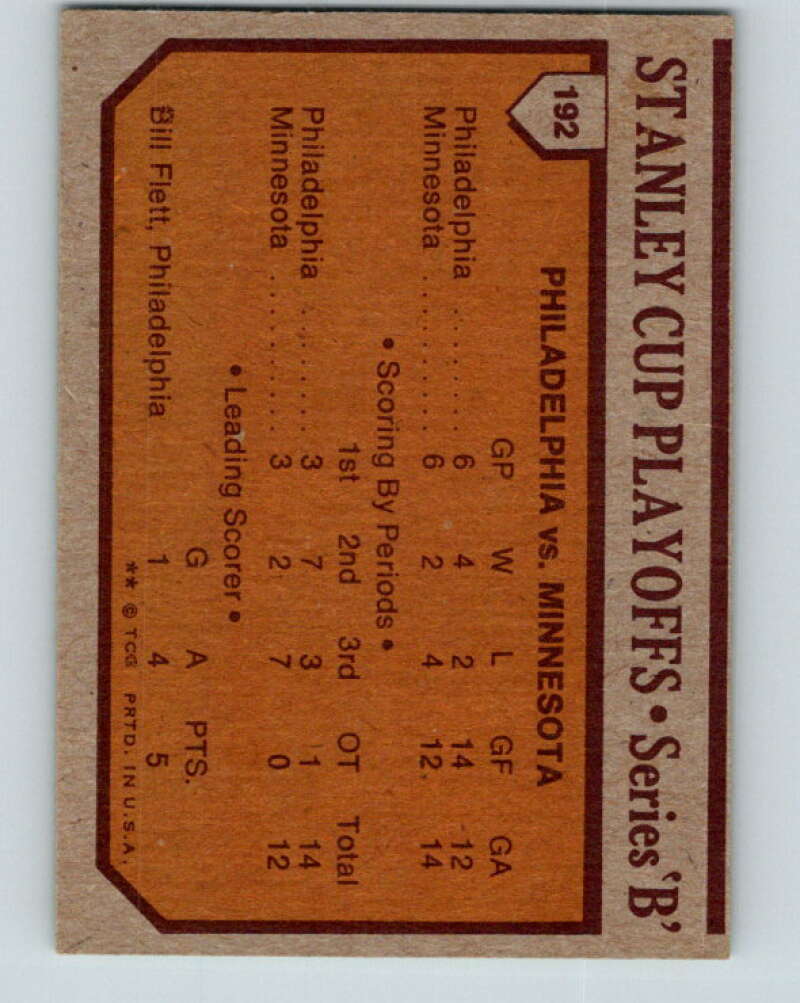 STANLEY CUP PLAYOFFS • Series 'B'
192
PHILADELPHIA vs. MINNESOTA
GP W L GF GA
Philadelphia . . . . . . . 6 4 2 14 12
Minnesota . . . . . . . . . 6 2 4 12 14
• Scoring By Periods •
1st 2nd 3rd OT Total
Philadelphia . . . . . . . 3 7 3 1 14
Minnesota . . . . . . . . . 3 2 7 0 12
• Leading Scorer •
G A PTS.
Bill Flett, Philadelphia 1 4 5
** © TCG PRTD. IN U.S.A.